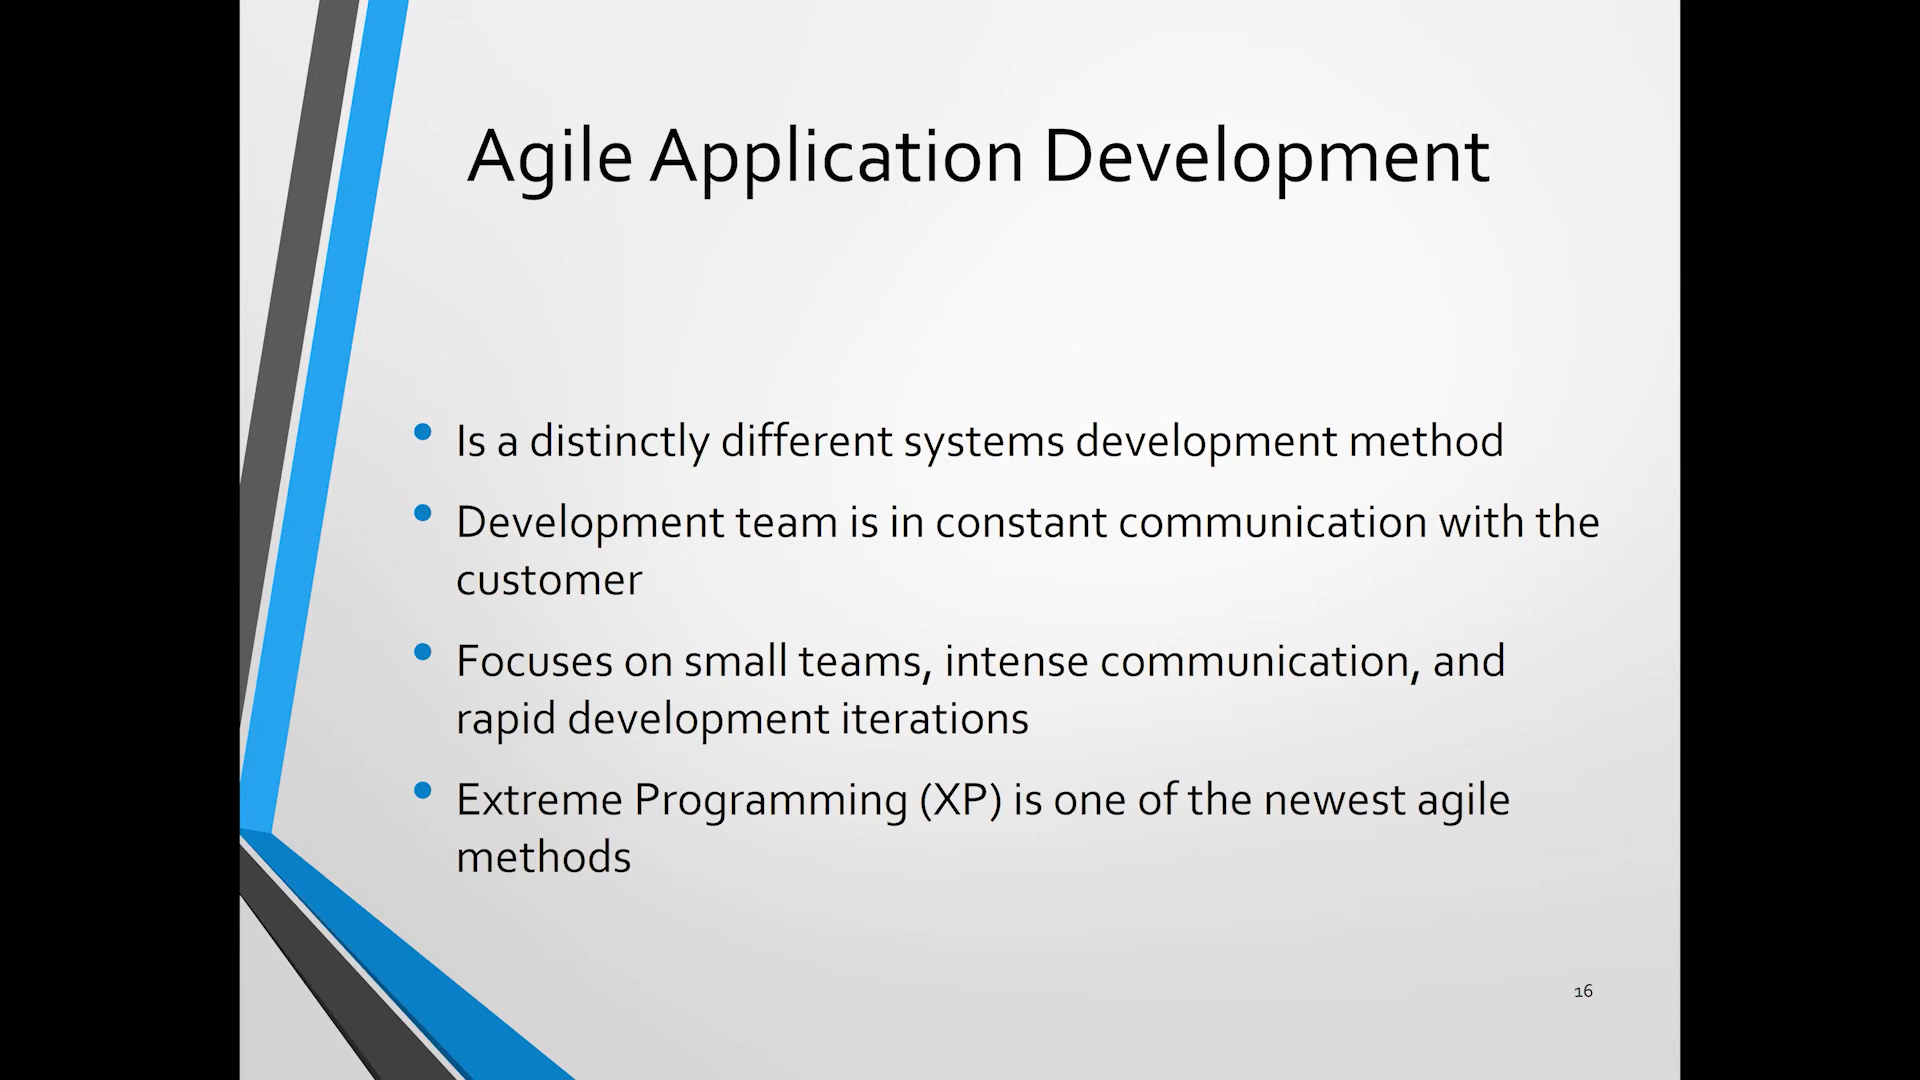 Agile Application Development
• Is a distinctly different systems development method
• Development team is in constant communication with the
customer
• Focuses on small teams, intense communication, and
rapid development iterations
• Extreme Programming (XP) is one of the newest agile
methods
16